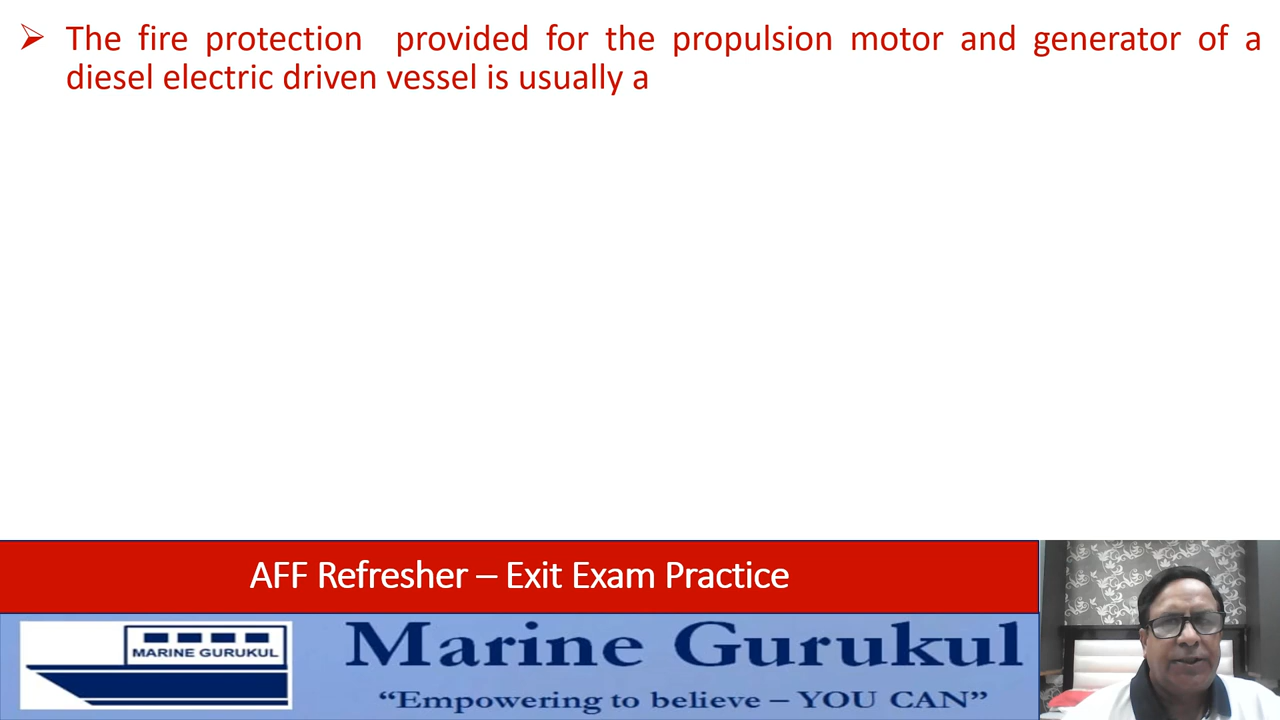 The fire protection provided for the propulsion motor and generator of a
diesel electric driven vessel is usually a
AFF Refresher – Exit Exam Practice
MARINE GURUKUL
Marine Gurukul
“Empowering to believe – YOU CAN”